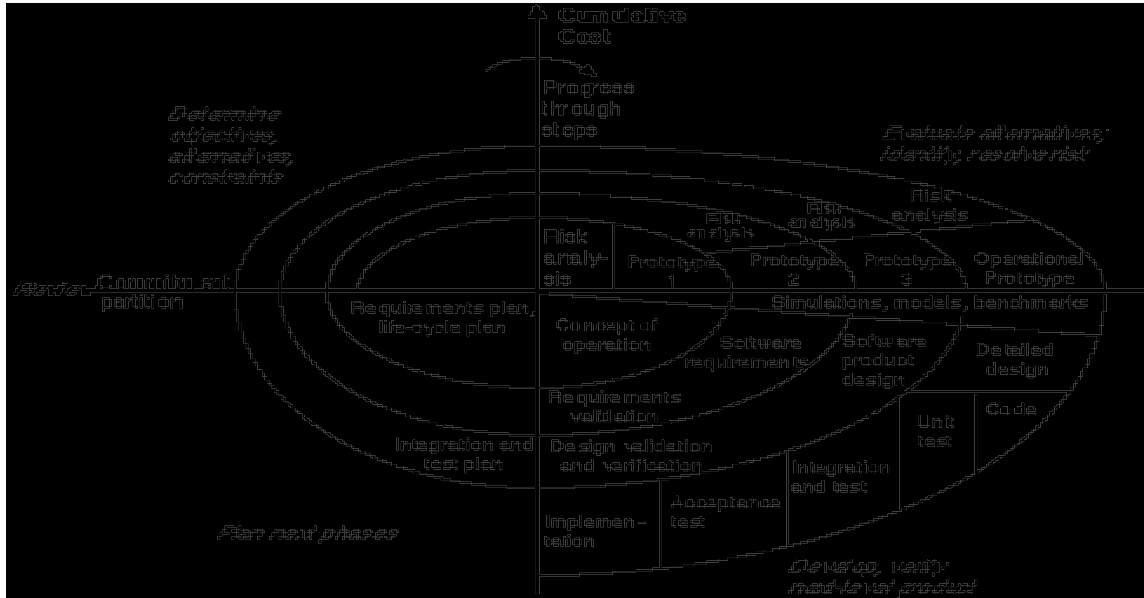 Cumulative
Cost
Progress
through
steps
Determine
objectives,
alternatives,
constraints
Evaluate alternatives;
identify, resolve risk
Risk
analysis
Risk
analysis
Risk
analysis
Risk
analy-
sis
Prototype
1
Prototype
2
Prototype
3
Operational
Prototype
Review
Commitment
partition
Simulations, models, benchmarks
Requirements plan,
life-cycle plan
Concept of
operation
Software
requirements
Software
product
design
Detailed
design
Requirements
validation
Code
Unit
test
Integration and
test plan
Design validation
and verification
Integration
and test
Acceptance
test
Implemen-
tation
Plan next phases
Develop, verify
next-level product